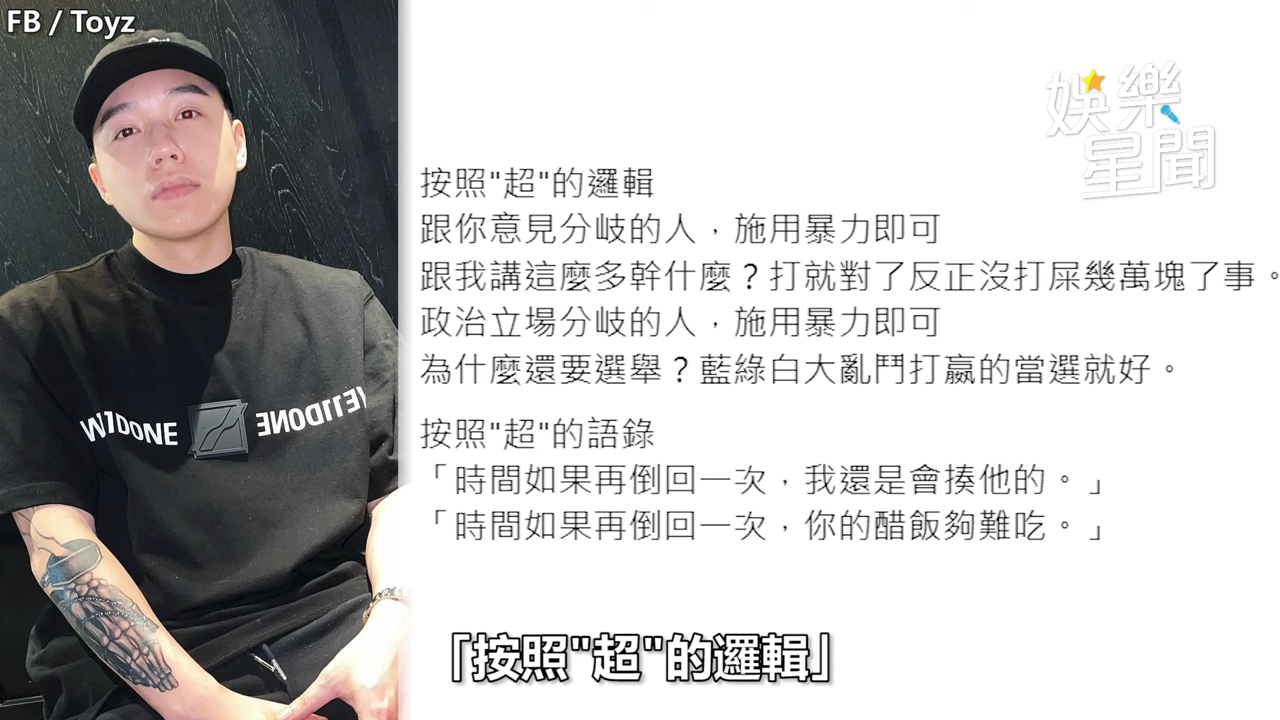 FB / Toyz
娛樂
星聞
按照"超"的邏輯
跟你意見分岐的人，施用暴力即可
跟我講這麼多幹什麼？打就對了反正沒打屎幾萬塊了事。
政治立場分岐的人，施用暴力即可
為什麼還要選舉？藍綠白大亂鬥打贏的當選就好。
按照"超"的語錄
「時間如果再倒回一次，我還是會揍他的。」
「時間如果再倒回一次，你的醋飯夠難吃。」
WE11DONE WE11DONE
「按照"超"的邏輯」